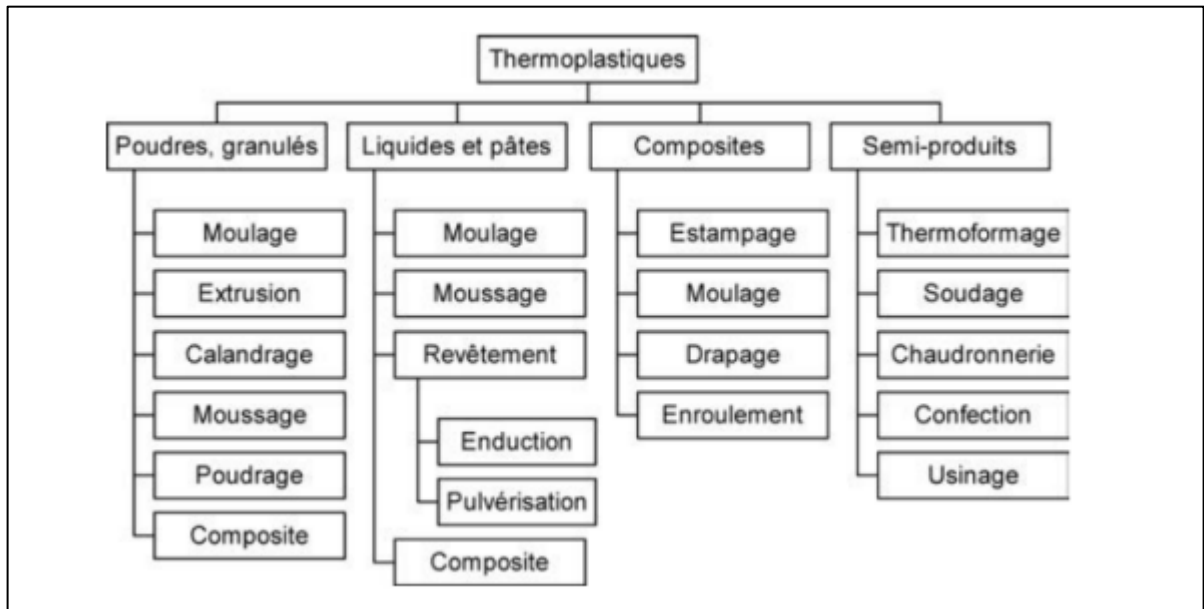 Thermoplastiques
Poudres, granulés
Liquides et pâtes
Composites
Semi-produits
Moulage
Extrusion
Calandrage
Moussage
Poudrage
Composite
Moulage
Moussage
Revêtement
Enduction
Pulvérisation
Composite
Estampage
Moulage
Drapage
Enroulement
Thermoformage
Soudage
Chaudronnerie
Confection
Usinage